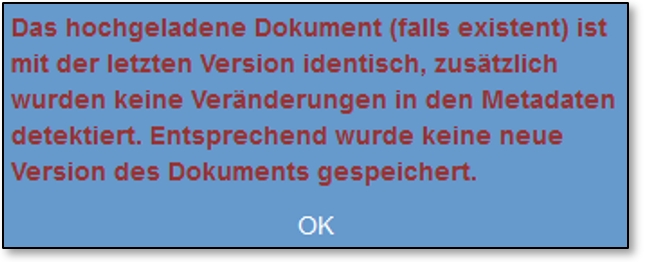 Das hochgeladene Dokument (falls existent) ist
mit der letzten Version identisch, zusätzlich
wurden keine Veränderungen in den Metadaten
detektiert. Entsprechend wurde keine neue
Version des Dokuments gespeichert.
OK